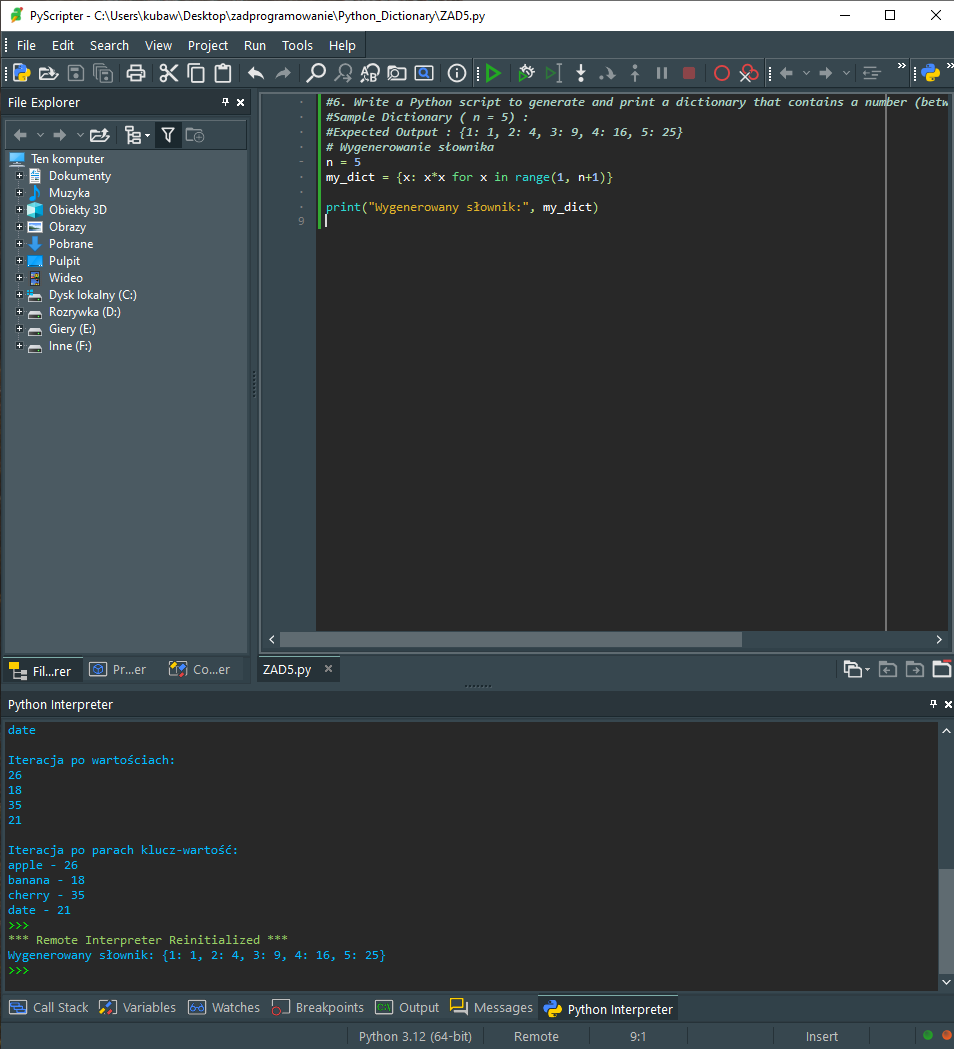 PyScripter - C:\Users\kubaw\Desktop\zadprogramowanie\Python_Dictionary\ZAD5.py
File Edit Search View Project Run Tools Help
File Explorer
Ten komputer
Dokumenty
Muzyka
Obiekty 3D
Obrazy
Pobrane
Pulpit
Wideo
Dysk lokalny (C:)
Rozrywka (D:)
Giery (E:)
Inne (F:)
Fil...rer Pr...er Co...er
#6. Write a Python script to generate and print a dictionary that contains a number (betw
#Sample Dictionary ( n = 5) :
#Expected Output : {1: 1, 2: 4, 3: 9, 4: 16, 5: 25}
# Wygenerowanie słownika
n = 5
my_dict = {x: x*x for x in range(1, n+1)}
print("Wygenerowany słownik:", my_dict)
9
ZAD5.py
Python Interpreter
date
Iteracja po wartościach:
26
18
35
21
Iteracja po parach klucz-wartość:
apple - 26
banana - 18
cherry - 35
date - 21
>>>
*** Remote Interpreter Reinitialized ***
Wygenerowany słownik: {1: 1, 2: 4, 3: 9, 4: 16, 5: 25}
>>>
Call Stack Variables Watches Breakpoints Output Messages Python Interpreter
Python 3.12 (64-bit) Remote 9:1 Insert